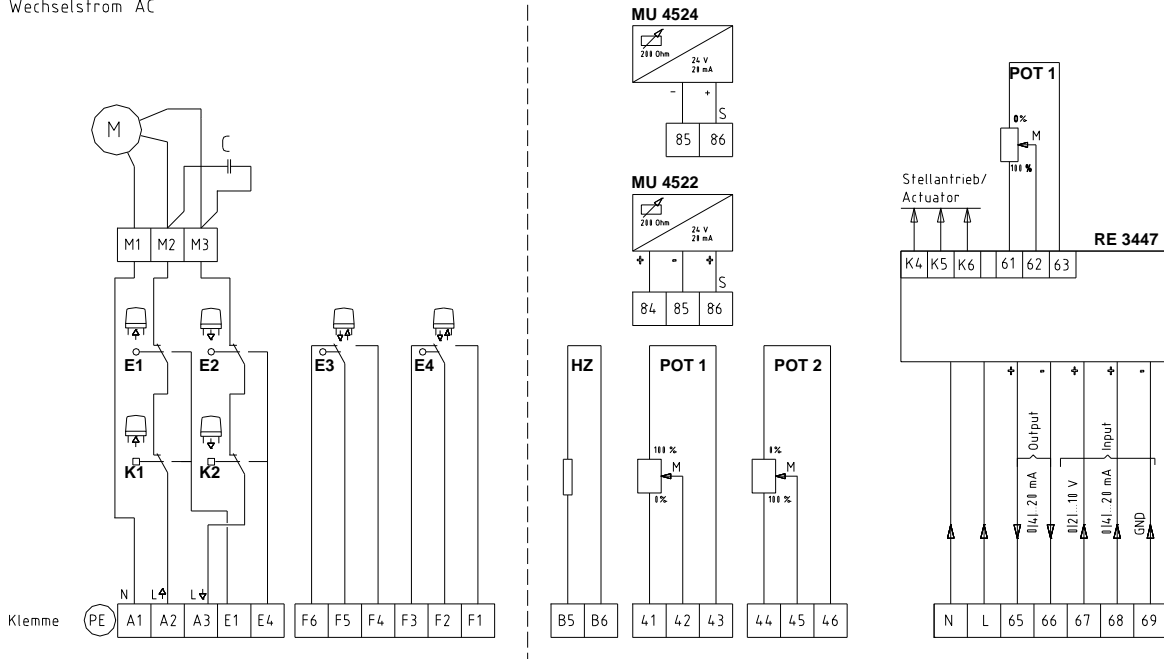 Wechselstrom AC
M
C
M1 M2 M3
E1
E2
K1
K2
N L L
Klemme PE A1 A2 A3 E1 E4
E3
E4
F6 F5 F4 F3 F2 F1
MU 4524
200 Ohm
24 V
20 mA
- +
S
85 86
MU 4522
200 Ohm
24 V
20 mA
+ - +
S
84 85 86
HZ
B5 B6
POT 1
100 %
M
0%
41 42 43
POT 2
0%
M
100 %
44 45 46
POT 1
0%
M
100 %
Stellantrieb/
Actuator
RE 3447
K4 K5 K6 61 62 63
+ - + + -
0|4|...20 mA Output
0|2|...10 V
0|4|...20 mA Input
GND
N L 65 66 67 68 69